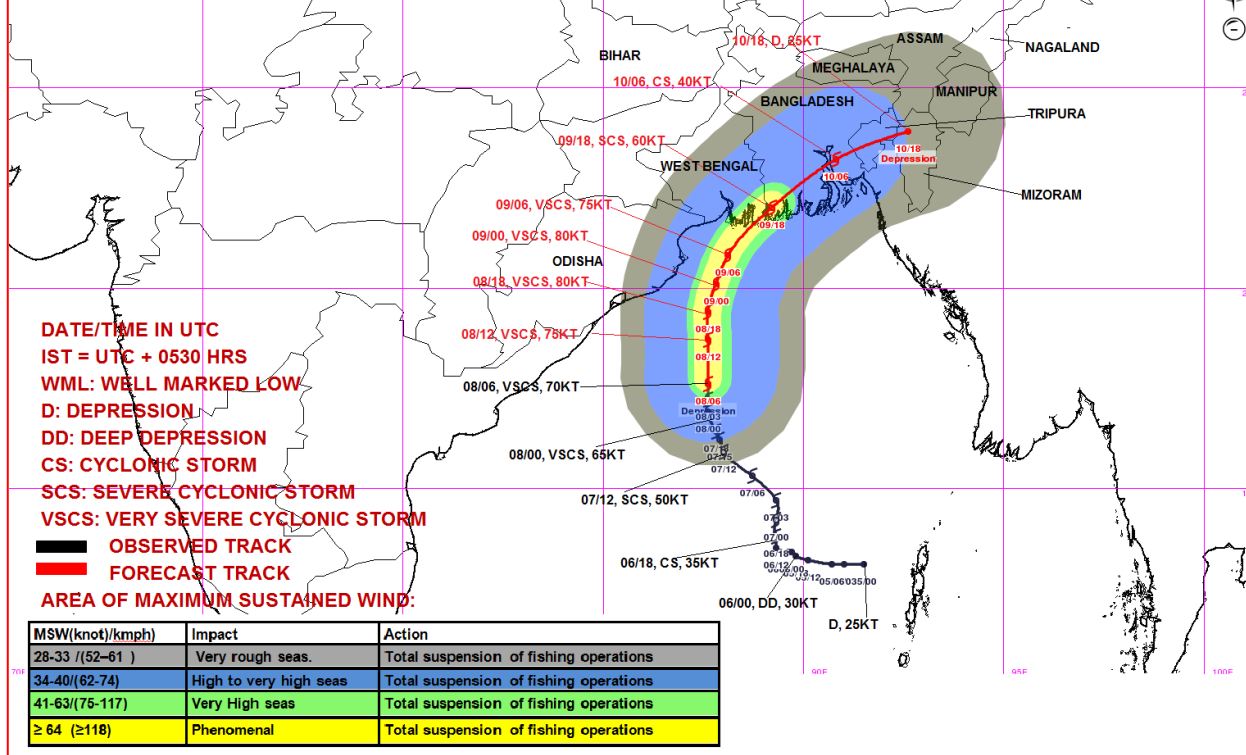 10/18, D, 25KT
ASSAM
NAGALAND
BIHAR
MEGHALAYA
10/06, CS, 40KT
MANIPUR
BANGLADESH
TRIPURA
09/18, SCS, 60KT
10/18
Depression
WEST BENGAL
10/06
MIZORAM
09/06, VSCS, 75KT
09/18
09/00, VSCS, 80KT
ODISHA
09/06
08/18, VSCS, 80KT
09/00
DATE/TIME IN UTC
08/18
08/12, VSCS, 75KT
IST = UTC + 0530 HRS
08/12
WML: WELL MARKED LOW
08/06, VSCS, 70KT
08/06
D: DEPRESSION
Depression
08/03
08/00
DD: DEEP DEPRESSION
08/00, VSCS, 65KT
CS: CYCLONIC STORM
07/12
SCS: SEVERE CYCLONIC STORM
07/06
07/12, SCS, 50KT
VSCS: VERY SEVERE CYCLONIC STORM
07/03
07/00
OBSERVED TRACK
06/18
06/18, CS, 35KT
06/12
FORECAST TRACK
05/06
AREA OF MAXIMUM SUSTAINED WIND:
06/00, DD, 30KT
D, 25KT
MSW(knot)/kmph) Impact Action
28-33 /(52–61 ) Very rough seas. Total suspension of fishing operations
34-40/(62-74) High to very high seas Total suspension of fishing operations
41-63/(75-117) Very High seas Total suspension of fishing operations
≥ 64 (≥118) Phenomenal Total suspension of fishing operations
90E
95E
100E